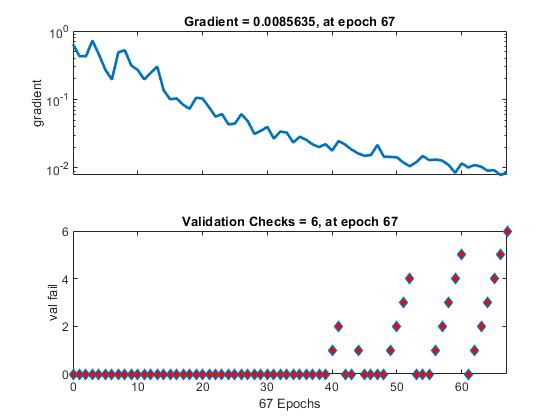 Gradient = 0.0085635, at epoch 67
10^0
10^-1
10^-2
gradient
Validation Checks = 6, at epoch 67
6
4
2
0
val fail
0 10 20 30 40 50 60
67 Epochs